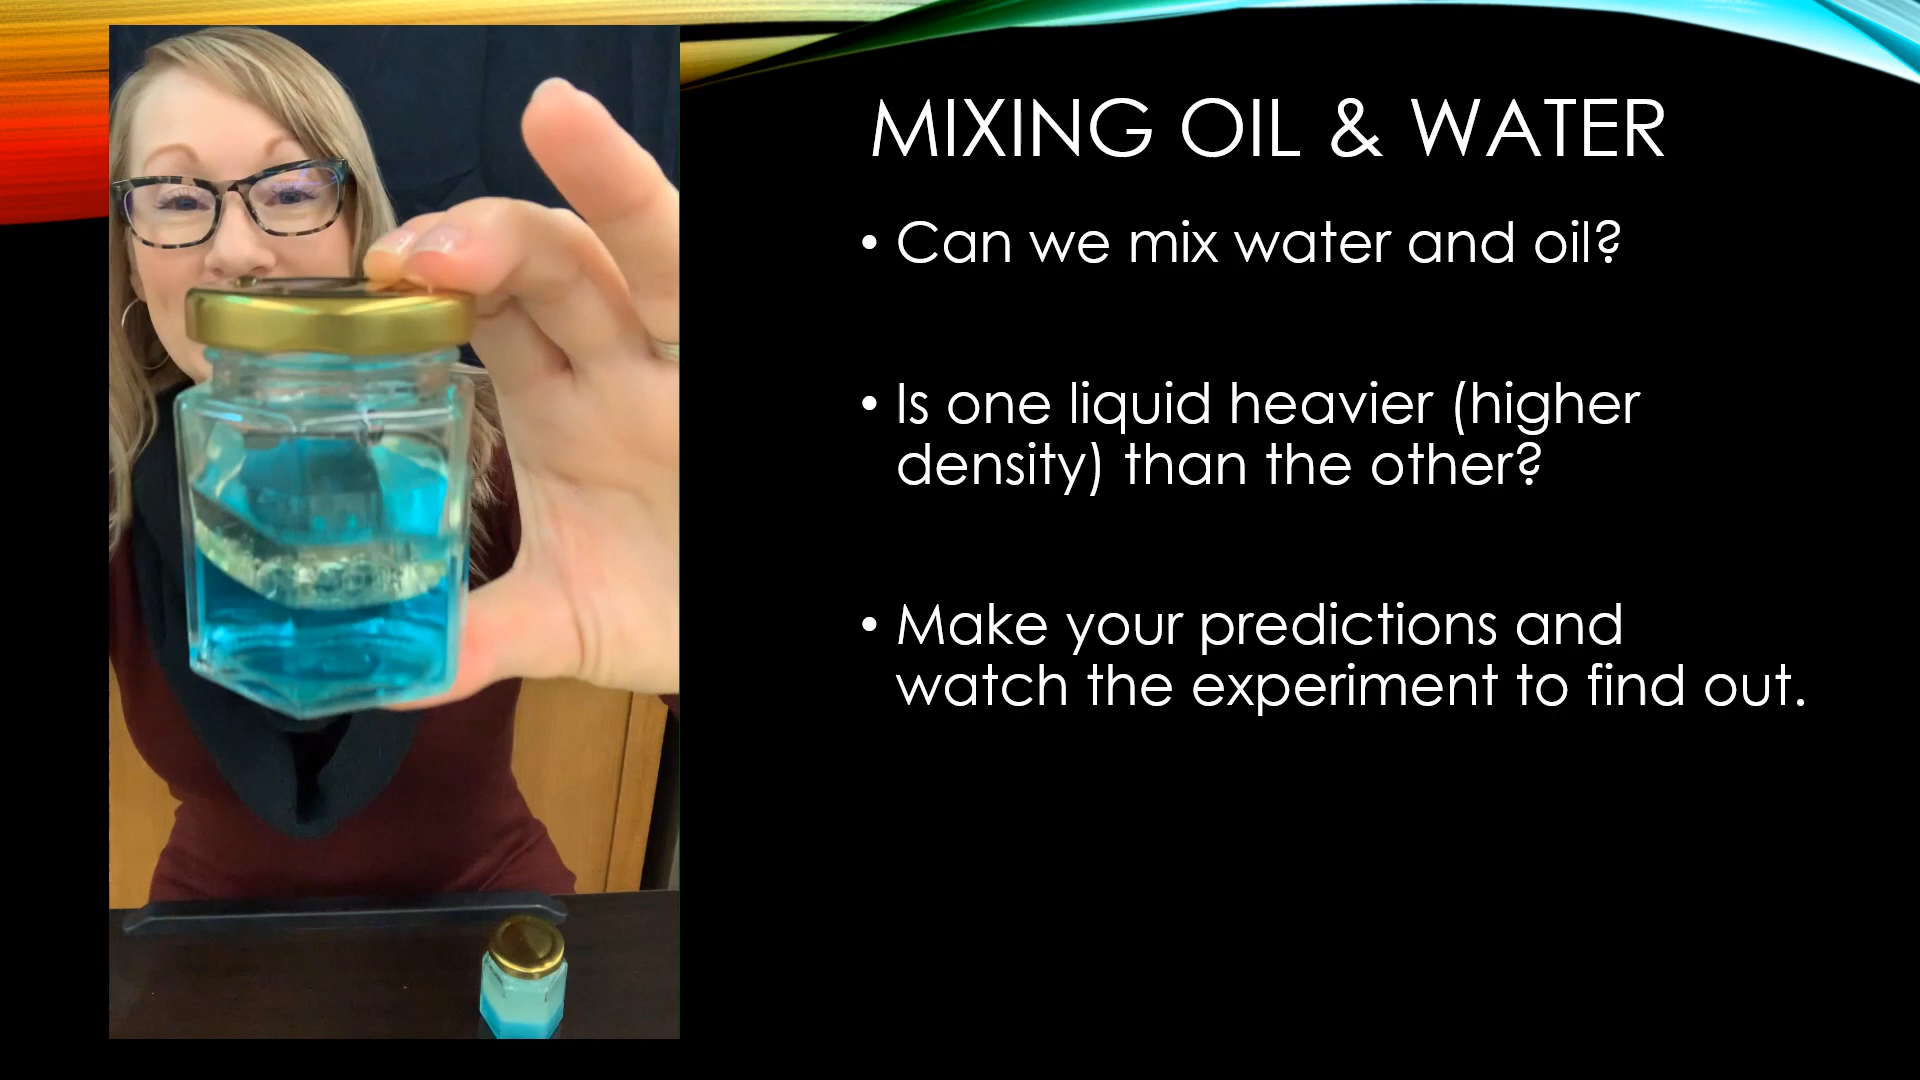 MIXING OIL & WATER
• Can we mix water and oil?
• Is one liquid heavier (higher
density) than the other?
• Make your predictions and
watch the experiment to find out.